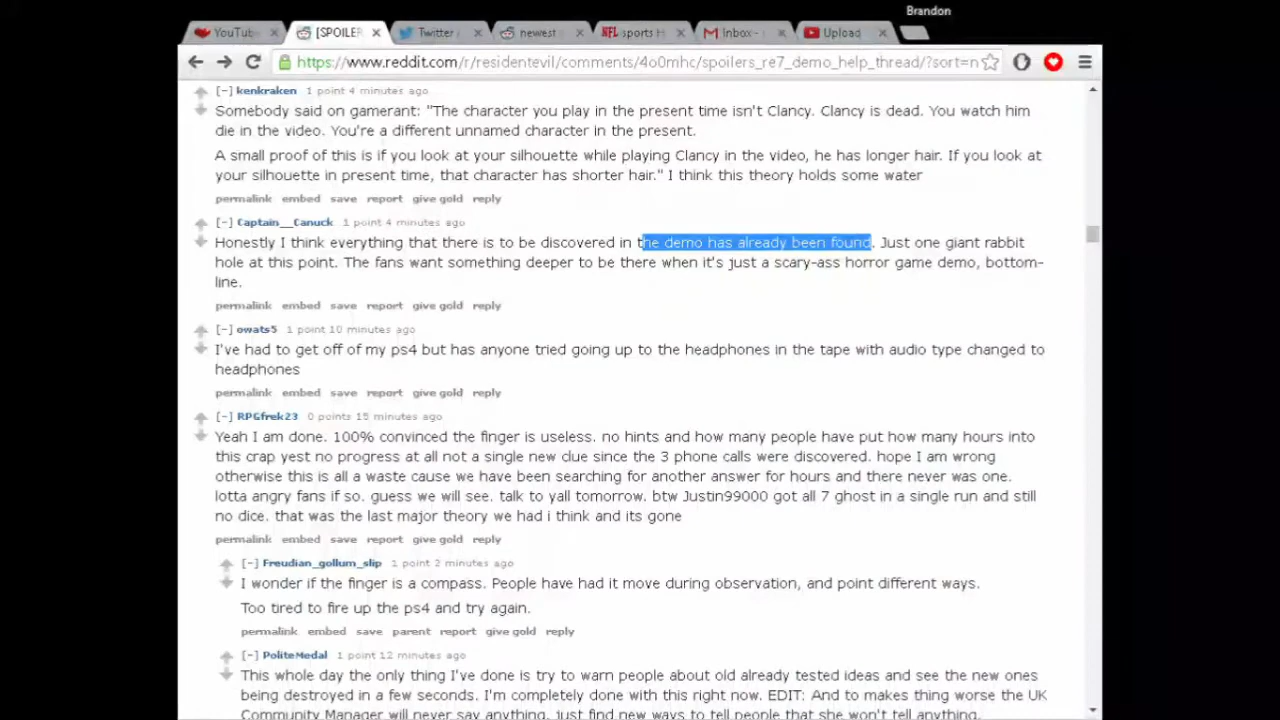 Brandon
YouTub
[SPOILER
Twitter
newest
NFL sports H
Inbox -
Upload
https://www.reddit.com/r/residentevil/comments/4o0mhc/spoilers_re7_demo_help_thread/?sort=n
[-] kenkraken 1 point 4 minutes ago
Somebody said on gamerant: "The character you play in the present time isn't Clancy. Clancy is dead. You watch him
die in the video. You're a different unnamed character in the present.
A small proof of this is if you look at your silhouette while playing Clancy in the video, he has longer hair. If you look at
your silhouette in present time, that character has shorter hair." I think this theory holds some water
permalink embed save report give gold reply
[-] Captain__Canuck 1 point 4 minutes ago
Honestly I think everything that there is to be discovered in the demo has already been found. Just one giant rabbit
hole at this point. The fans want something deeper to be there when it's just a scary-ass horror game demo, bottom-
line.
permalink embed save report give gold reply
[-] owats5 1 point 10 minutes ago
I've had to get off of my ps4 but has anyone tried going up to the headphones in the tape with audio type changed to
headphones
permalink embed save report give gold reply
[-] RPGfrek23 0 points 15 minutes ago
Yeah I am done. 100% convinced the finger is useless. no hints and how many people have put how many hours into
this crap yest no progress at all not a single new clue since the 3 phone calls were discovered. hope I am wrong
otherwise this is all a waste cause we have been searching for another answer for hours and there never was one.
lotta angry fans if so. guess we will see. talk to yall tomorrow. btw Justin99000 got all 7 ghost in a single run and still
no dice. that was the last major theory we had i think and its gone
permalink embed save report give gold reply
[-] Freudian_gollum_slip 1 point 2 minutes ago
I wonder if the finger is a compass. People have had it move during observation, and point different ways.
Too tired to fire up the ps4 and try again.
permalink embed save parent report give gold reply
[-] PoliteMedal 1 point 12 minutes ago
This whole day the only thing I've done is try to warn people about old already tested ideas and see the new ones
being destroyed in a few seconds. I'm completely done with this right now. EDIT: And to makes thing worse the UK
Community Manager will never say anything, just find new ways to tell people that she won't tell anything.